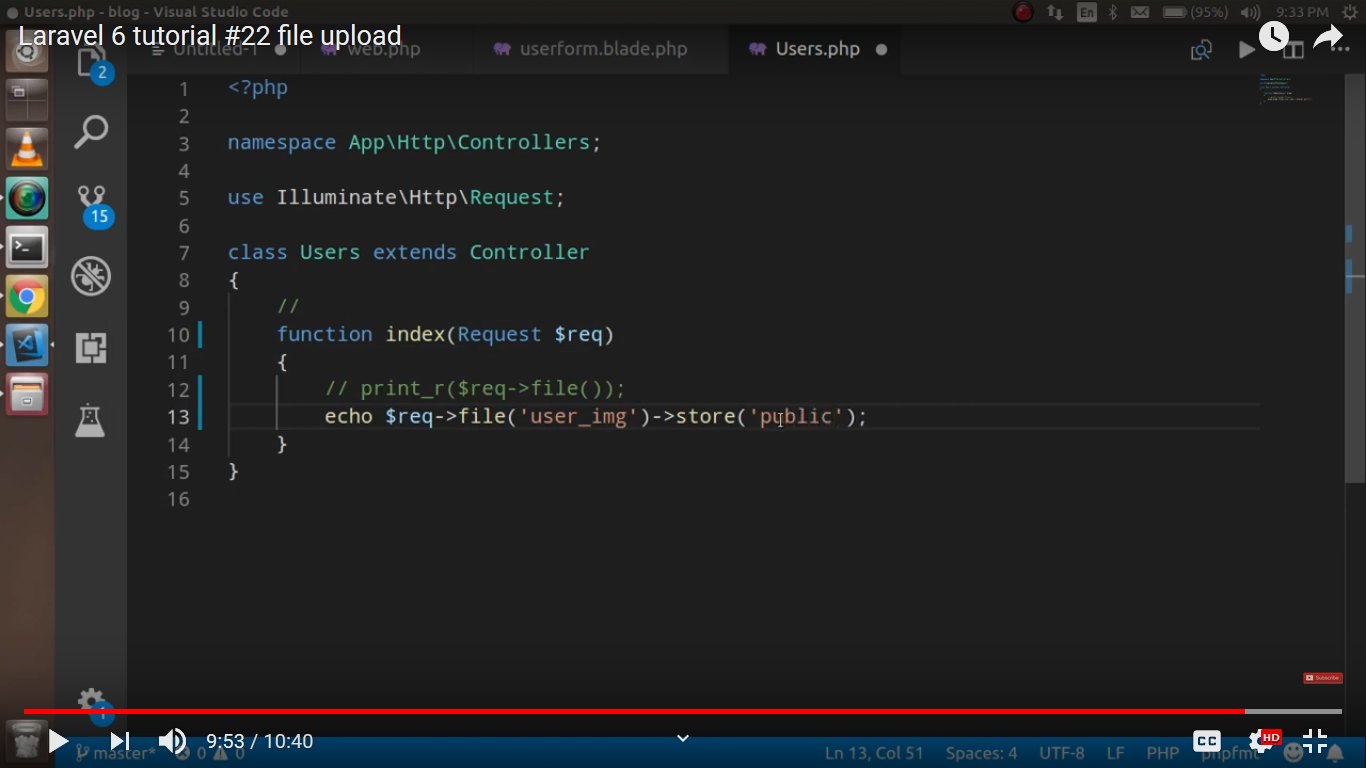 Users.php - blog - Visual Studio Code
En
(95%)
9:33 PM
Laravel 6 tutorial #22 file upload
Untitled-1
web.php
userform.blade.php
Users.php
2
15
1
1 <?php
2
3 namespace App\Http\Controllers;
4
5 use Illuminate\Http\Request;
6
7 class Users extends Controller
8 {
9 //
10 function index(Request $req)
11 {
12 // print_r($req->file());
13 echo $req->file('user_img')->store('public');
14 }
15 }
16
Subscribe
9:53 / 10:40
CC
HD
master*
0
0
Ln 13, Col 51
Spaces: 4
UTF-8
LF
PHP
phpfmt